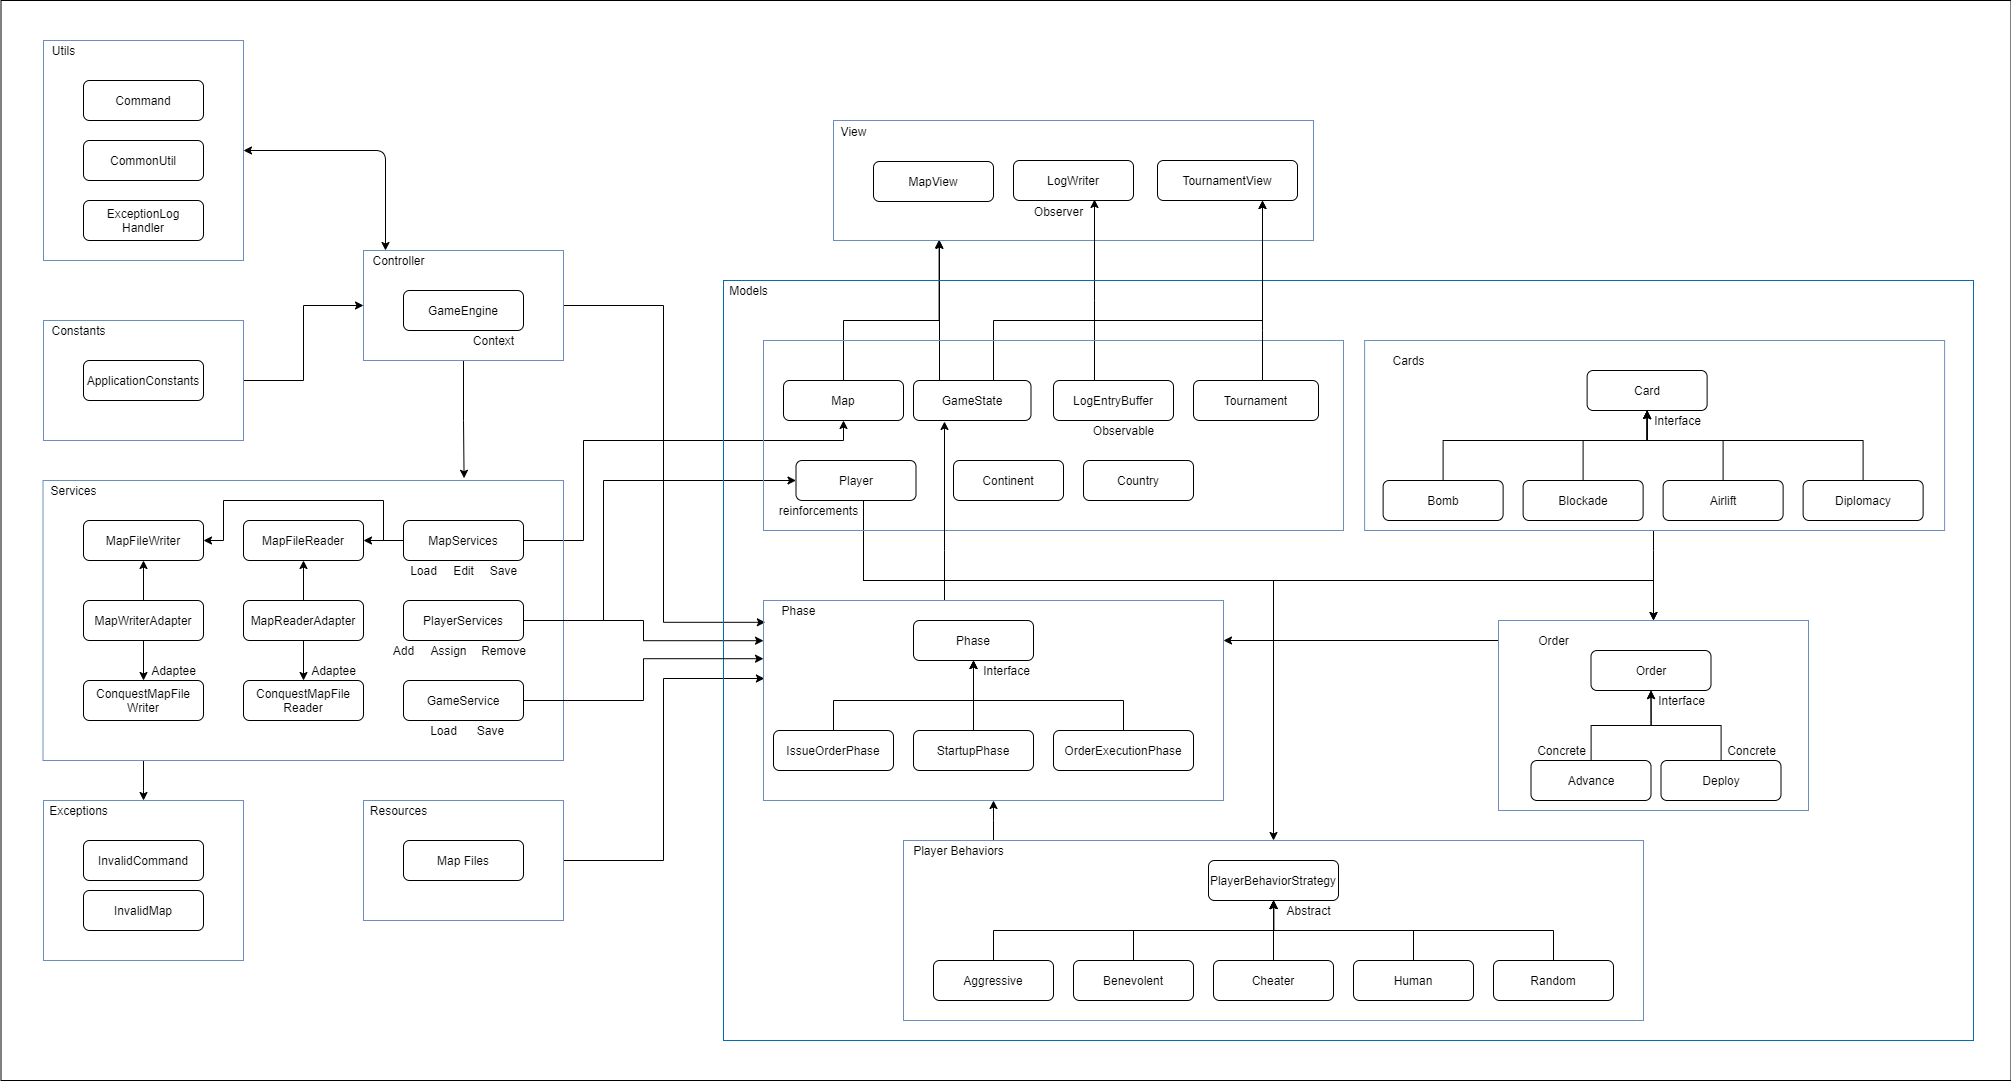 Utils
Command
CommonUtil
ExceptionLog
Handler
Constants
ApplicationConstants
Controller
GameEngine
Context
View
MapView
LogWriter
Observer
TournamentView
Services
MapFileWriter
MapFileReader
MapServices
Load Edit Save
MapWriterAdapter
MapReaderAdapter
PlayerServices
Add Assign Remove
Adaptee
Adaptee
ConquestMapFile
Writer
ConquestMapFile
Reader
GameService
Load Save
Exceptions
InvalidCommand
InvalidMap
Resources
Map Files
Models
Map
GameState
LogEntryBuffer
Observable
Tournament
Player
reinforcements
Continent
Country
Cards
Card
Interface
Bomb
Blockade
Airlift
Diplomacy
Phase
Phase
Interface
IssueOrderPhase
StartupPhase
OrderExecutionPhase
Order
Order
Interface
Concrete
Concrete
Advance
Deploy
Player Behaviors
PlayerBehaviorStrategy
Abstract
Aggressive
Benevolent
Cheater
Human
Random